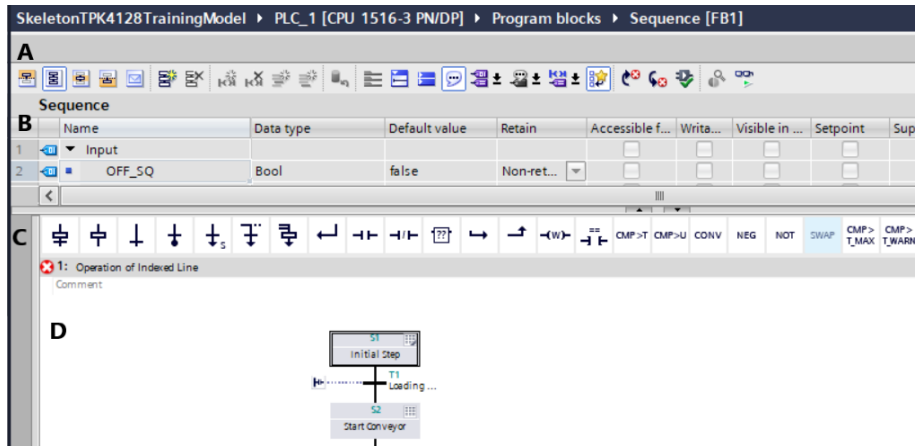 SkeletonTPK4128TrainingModel ▸ PLC_1 [CPU 1516-3 PN/DP] ▸ Program blocks ▸ Sequence [FB1]
A
Sequence
B
Name Data type Default value Retain Accessible f... Writa... Visible in ... Setpoint Sup
1 Input
2 OFF_SQ Bool false Non-ret...
C
S ?? (W) == CMP>T CMP>U CONV NEG NOT SWAP CMP> T_MAX CMP> T_WARN
1: Operation of Indexed Line
Comment
D
S1
Initial Step
T1
Loading ...
S2
Start Conveyor